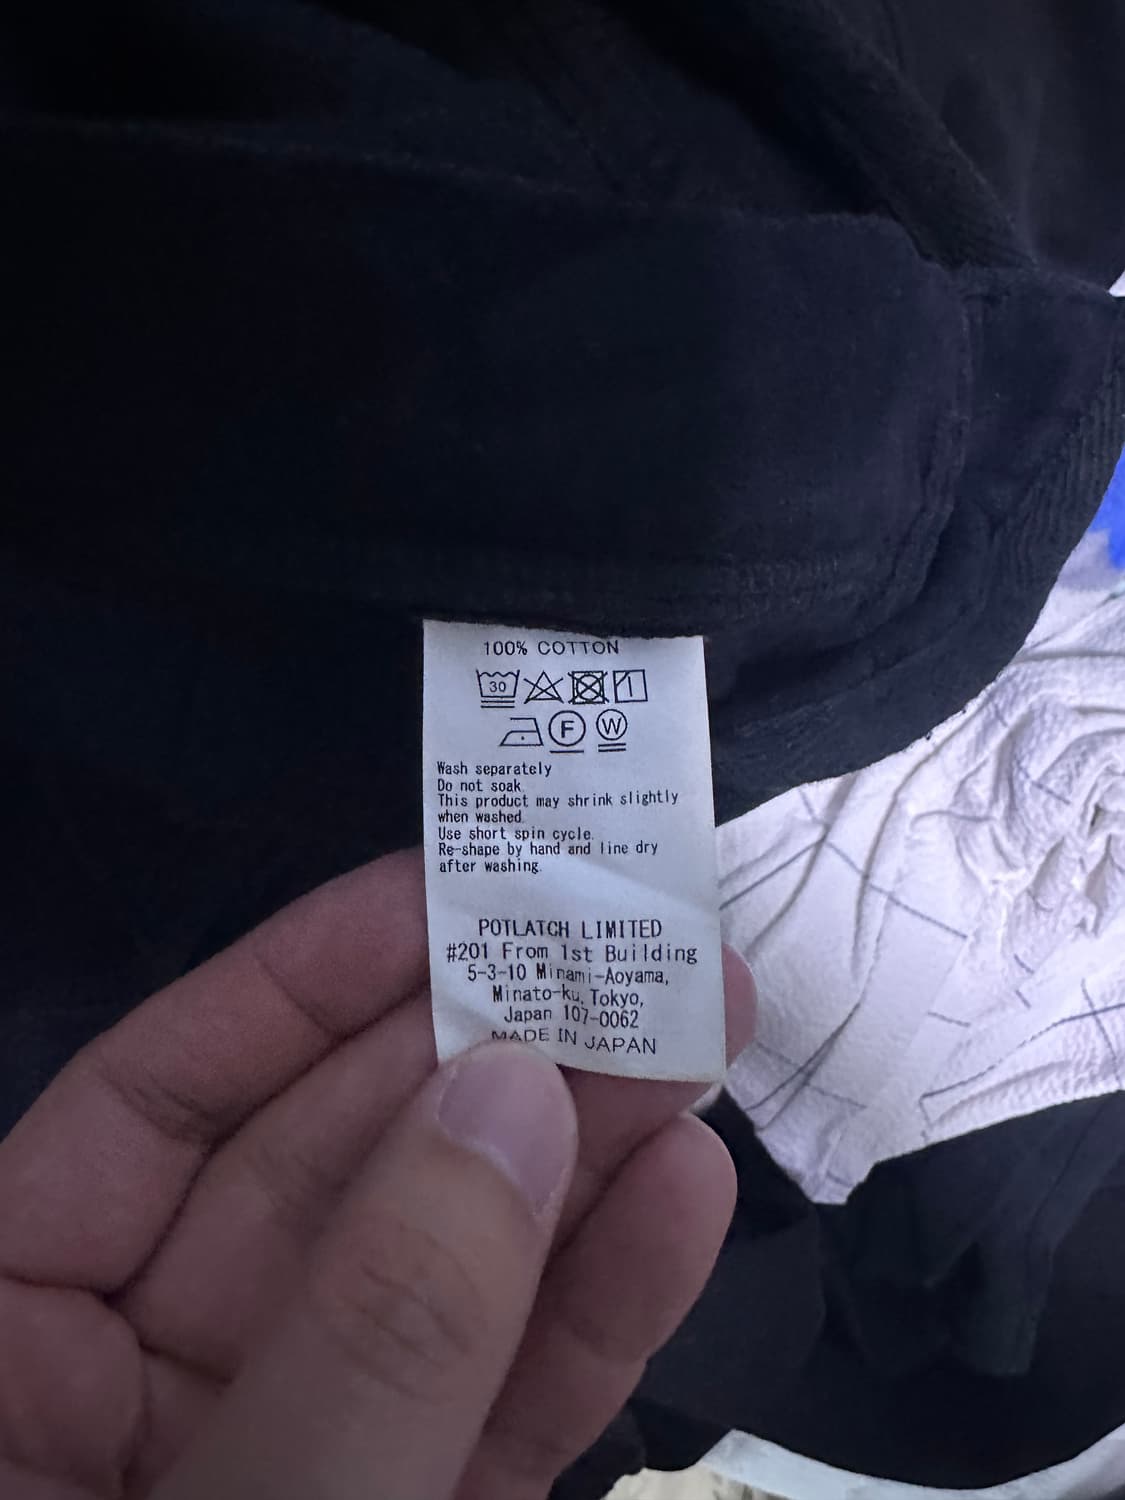 100% COTTON
30
F W
Wash separately
Do not soak.
This product may shrink slightly
when washed.
Use short spin cycle.
Re-shape by hand and line dry
after washing.
POTLATCH LIMITED
#201 From 1st Building
5-3-10 Minami-Aoyama,
Minato-ku, Tokyo,
Japan 107-0062
MADE IN JAPAN